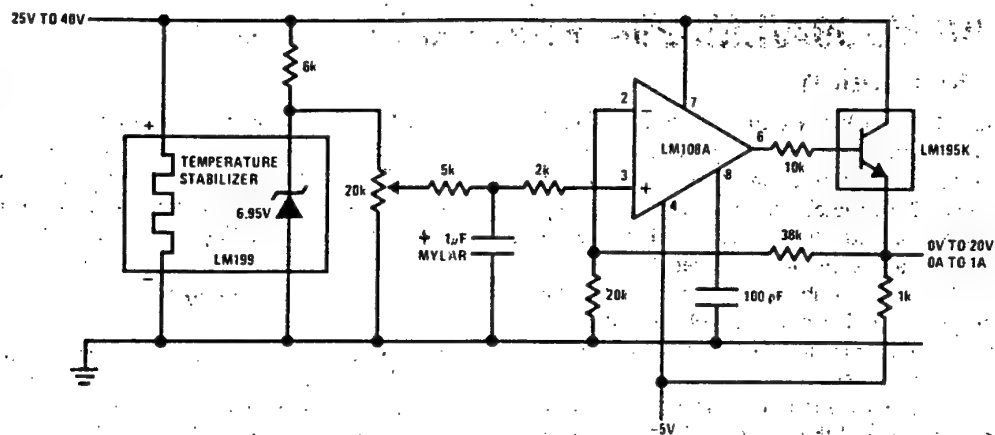 25V TO 40V
6k
+
TEMPERATURE
STABILIZER
6.95V
LM199
−
20k
5k
2k
+ 1μF
MYLAR
2
3
−
+
LM108A
7
6
8
4
10k
LM195K
38k
20k
100 pF
1k
0V TO 20V
0A TO 1A
−5V